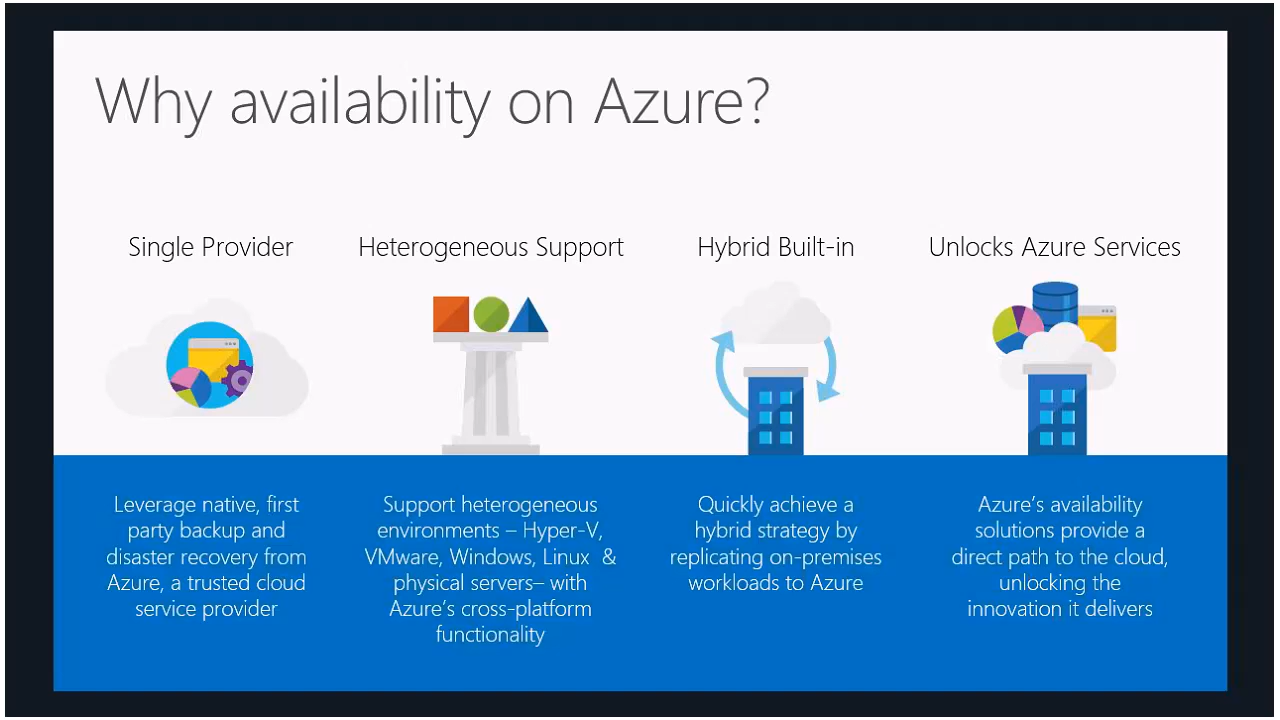 Why availability on Azure?
Single Provider
Heterogeneous Support
Hybrid Built-in
Unlocks Azure Services
Leverage native, first
party backup and
disaster recovery from
Azure, a trusted cloud
service provider
Support heterogeneous
environments – Hyper-V,
VMware, Windows, Linux &
physical servers– with
Azure's cross-platform
functionality
Quickly achieve a
hybrid strategy by
replicating on-premises
workloads to Azure
Azure's availability
solutions provide a
direct path to the cloud,
unlocking the
innovation it delivers